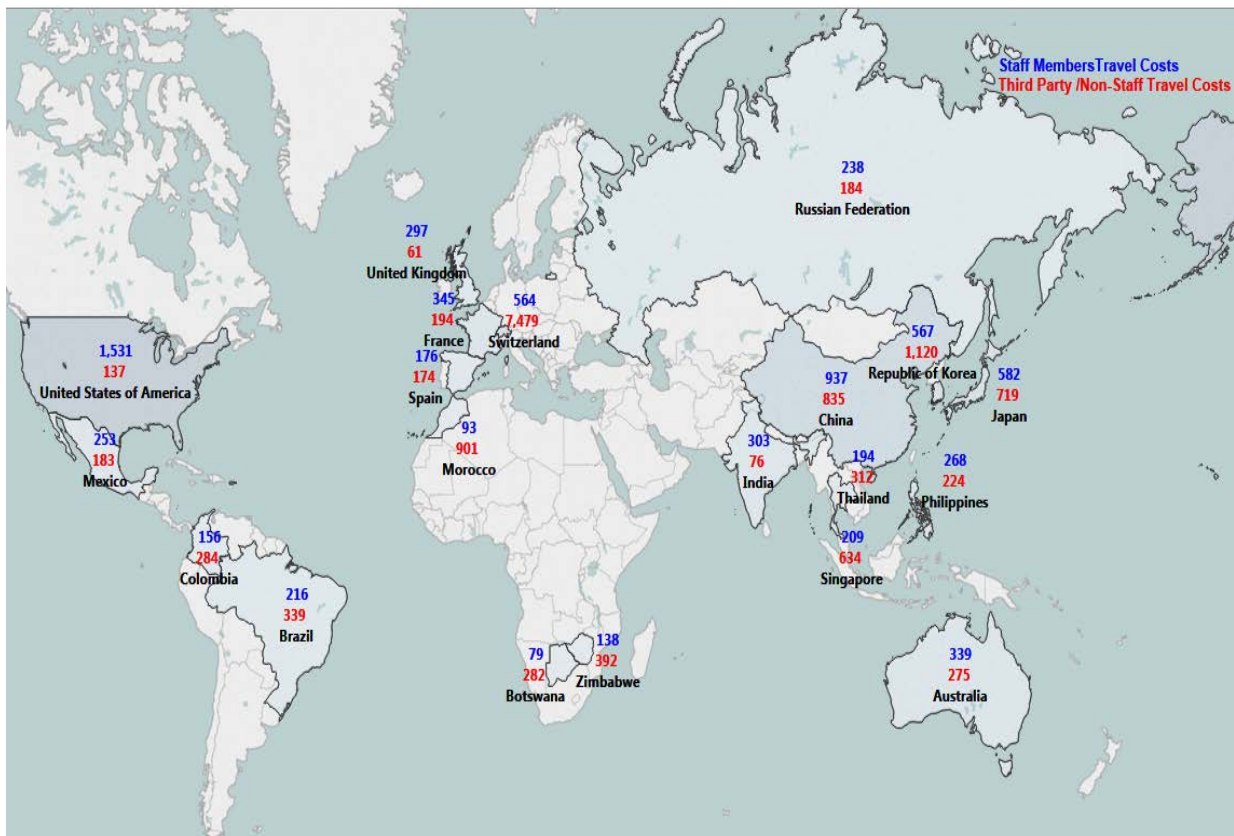 Staff MembersTravel Costs
Third Party /Non-Staff Travel Costs
238
184
Russian Federation
297
61
United Kingdom
345
194
France
564
7,479
Switzerland
176
174
Spain
1,531
137
United States of America
567
1,120
Republic of Korea
582
719
Japan
937
835
China
253
183
Mexico
93
901
Morocco
303
76
India
194
312
Thailand
268
224
Philippines
156
284
Colombia
209
634
Singapore
216
339
Brazil
79
282
Botswana
138
392
Zimbabwe
339
275
Australia